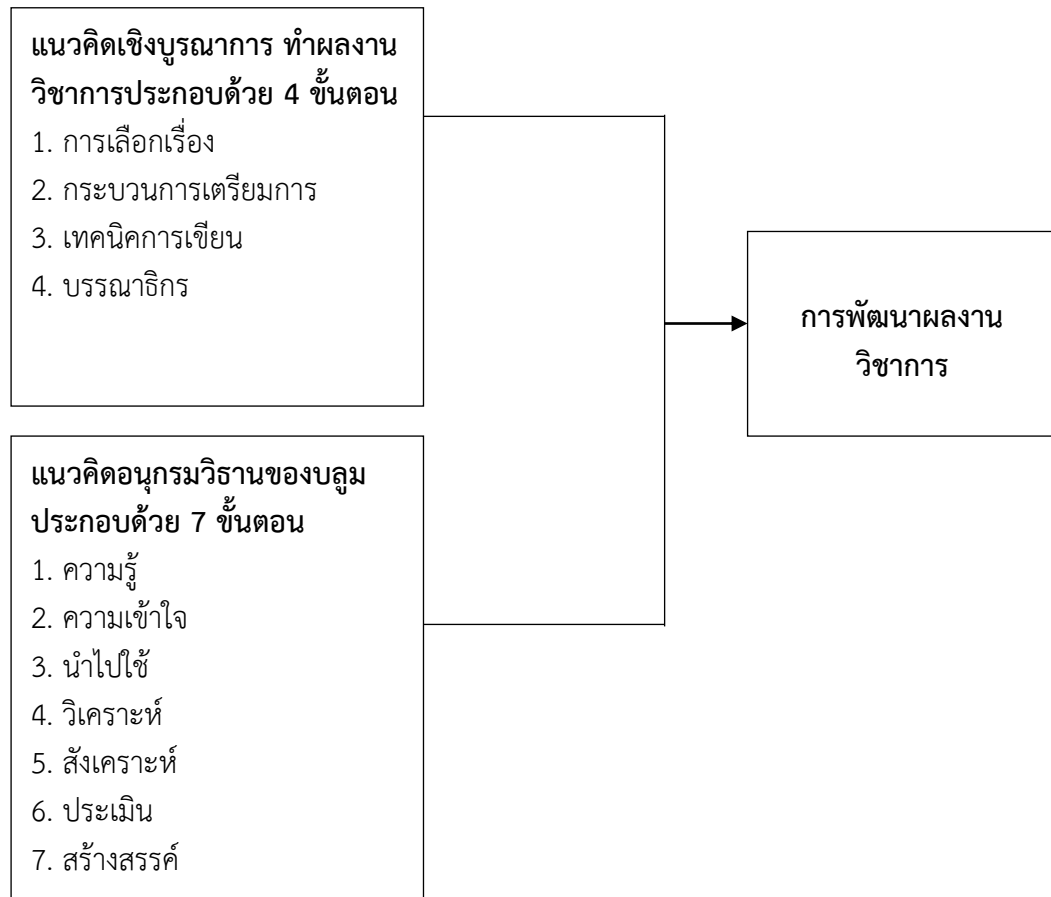 แนวคิดเชิงบูรณาการ ทำผลงาน
วิชาการประกอบด้วย 4 ขั้นตอน
1. การเลือกเรื่อง
2. กระบวนการเตรียมการ
3. เทคนิคการเขียน
4. บรรณาธิกร
แนวคิดอนุกรมวิธานของบลูม
ประกอบด้วย 7 ขั้นตอน
1. ความรู้
2. ความเข้าใจ
3. นำไปใช้
4. วิเคราะห์
5. สังเคราะห์
6. ประเมิน
7. สร้างสรรค์
การพัฒนาผลงาน
วิชาการ